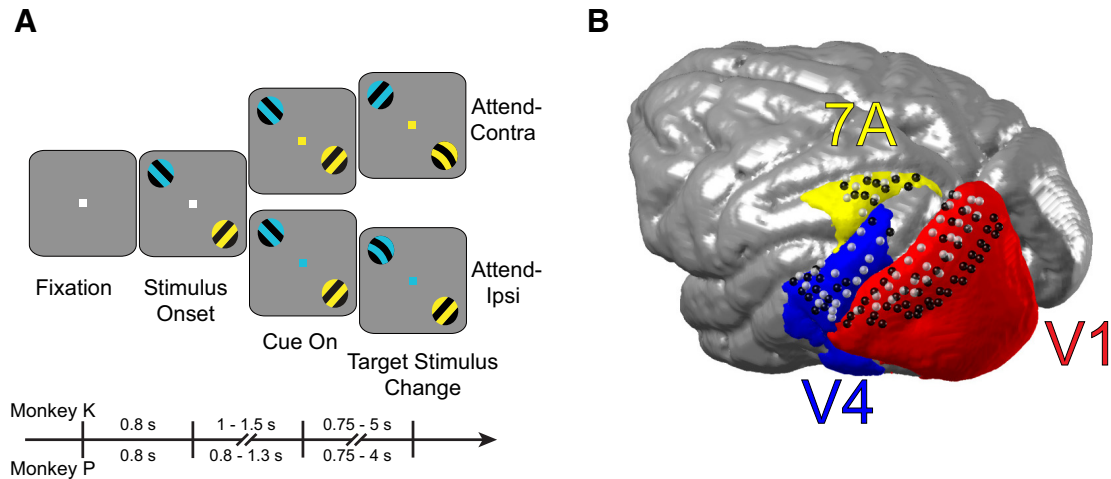 A
Attend-
Contra
Fixation
Stimulus
Onset
Cue On
Attend-
Ipsi
Target Stimulus
Change
Monkey K
0.8 s
1 - 1.5 s
0.75 - 5 s
Monkey P
0.8 s
0.8 - 1.3 s
0.75 - 4 s
B
7A
V1
V4